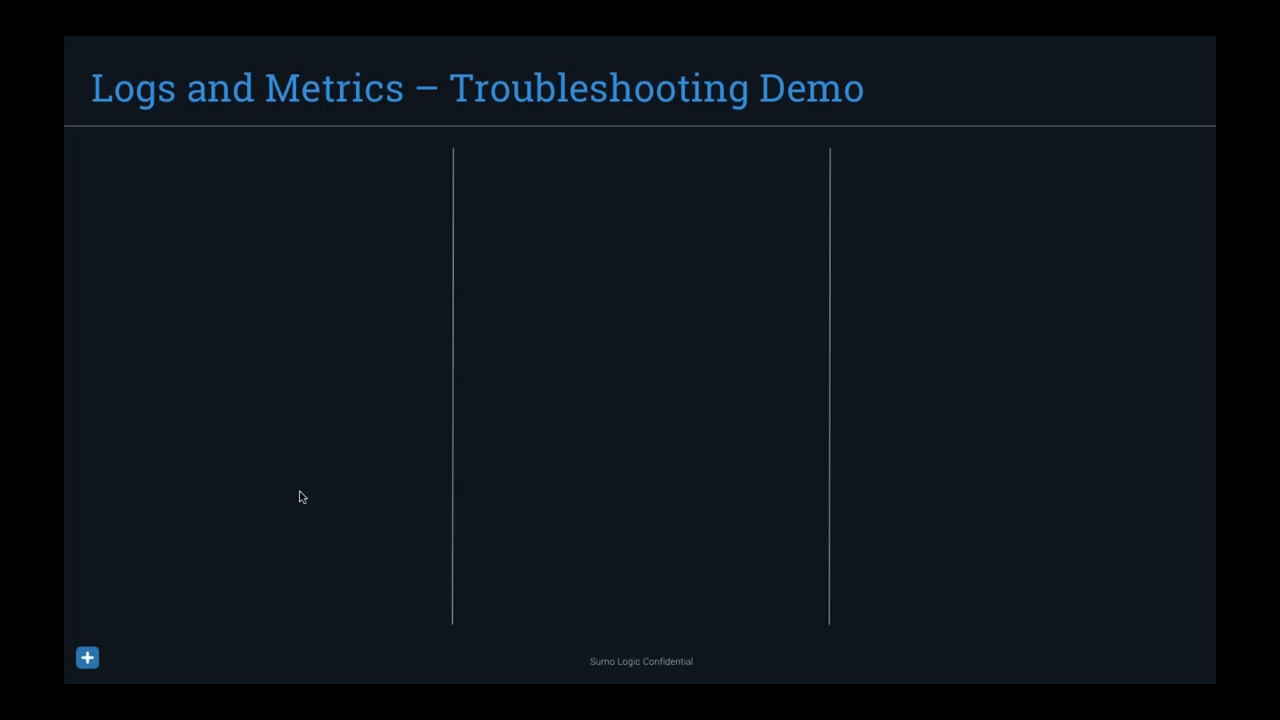 Logs and Metrics – Troubleshooting Demo
Sumo Logic Confidential